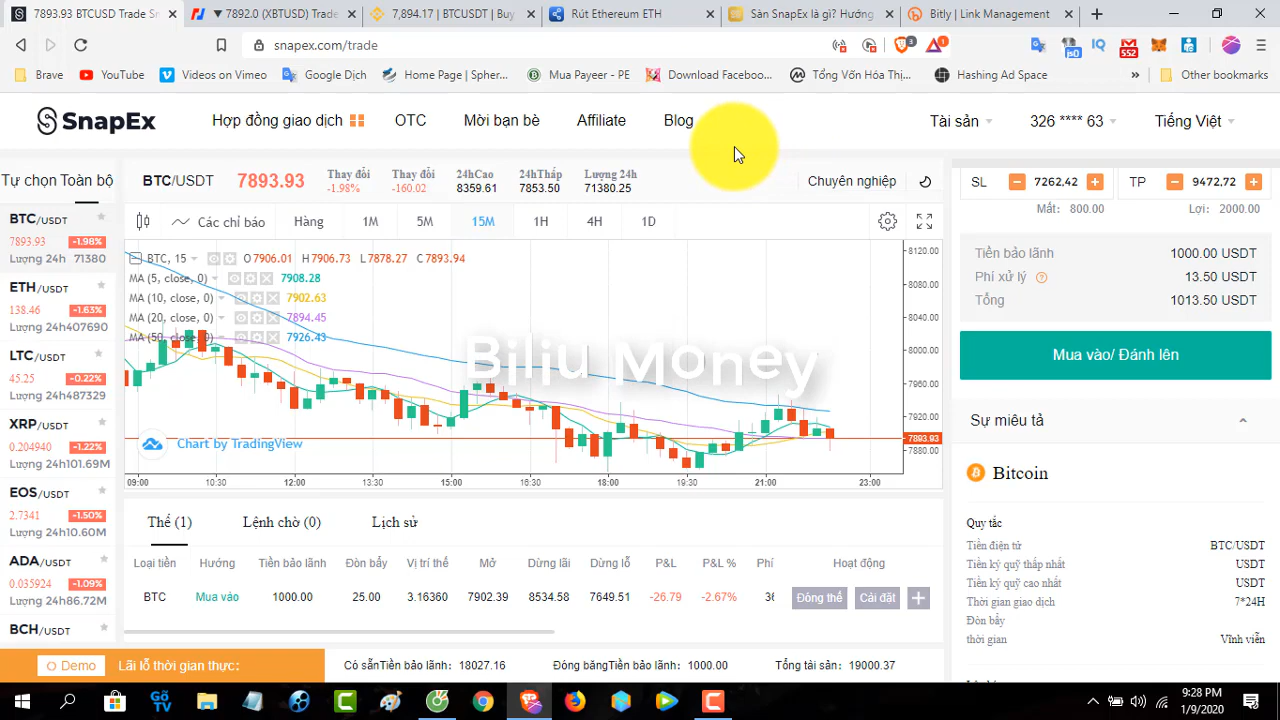 7893.93 BTCUSD Trade Sn
▼ 7892.0 (XBTUSD) Trade
7,894.17 | BTCUSDT | Buy
Rút Ethereum ETH
Sàn SnapEx là gì? Hướng
Bitly | Link Management
snapex.com/trade
3
1
js0
IQ
552
Brave
YouTube
Videos on Vimeo
Google Dịch
Home Page | Spher...
Mua Payeer - PE
Download Faceboo...
Tổng Vốn Hóa Thị...
Hashing Ad Space
»
Other bookmarks
SnapEx
Hợp đồng giao dịch
OTC
Mời bạn bè
Affiliate
Blog
Tài sản
326 **** 63
Tiếng Việt
Tự chọn Toàn bộ
BTC/USDT
7893.93 -1.98%
Lượng 24h 71380
ETH/USDT
138.46 -1.63%
Lượng 24h407690
LTC/USDT
45.25 -0.22%
Lượng 24h487329
XRP/USDT
0.204940 -1.22%
Lượng 24h101.69M
EOS/USDT
2.7341 -1.50%
Lượng 24h10.60M
ADA/USDT
0.035924 -1.09%
Lượng 24h86.72M
BCH/USDT
BTC/USDT 7893.93
Thay đổi
-1.98%
Thay đổi
-160.02
24hCao
8359.61
24hThấp
7853.50
Lượng 24h
71380.25
Chuyên nghiệp
Các chỉ báo
Hàng
1M
5M
15M
1H
4H
1D
BTC, 15 O 7906.01 H 7906.73 L 7878.27 C 7893.94
MA (5, close, 0) 7908.28
MA (10, close, 0) 7902.63
MA (20, close, 0) 7894.45
MA (50, close, 0) 7926.43
Biliu Money
Chart by TradingView
8120.00
8080.00
8040.00
8000.00
7960.00
7920.00
7893.93
7880.00
09:00 10:30 12:00 13:30 15:00 16:30 18:00 19:30 21:00 23:00
Thế (1)
Lệnh chờ (0)
Lịch sử
Loại tiền Hướng Tiền bảo lãnh Đòn bẩy Vị trí thế Mở Dừng lãi Dừng lỗ P&L P&L % Phí Hoạt động
BTC Mua vào 1000.00 25.00 3.16360 7902.39 8534.58 7649.51 -26.79 -2.67% 36 Đóng thế Cái đặt +
Demo
Lãi lỗ thời gian thực:
Có sẵnTiền bảo lãnh: 18027.16
Đóng băngTiền bảo lãnh: 1000.00
Tổng tài sản: 19000.37
SL 7262.42
TP 9472.72
Mất: 800.00
Lợi: 2000.00
Tiền bảo lãnh 1000.00 USDT
Phí xử lý 13.50 USDT
Tổng 1013.50 USDT
Mua vào/ Đánh lên
Sự miêu tả
Bitcoin
Quy tắc
Tiền điện tử BTC/USDT
Tiền ký quỹ thấp nhất USDT
Tiền ký quỹ cao nhất USDT
Thời gian giao dịch 7*24H
Đòn bẩy
thời gian Vĩnh viễn
GõTV
9:28 PM
1/9/2020